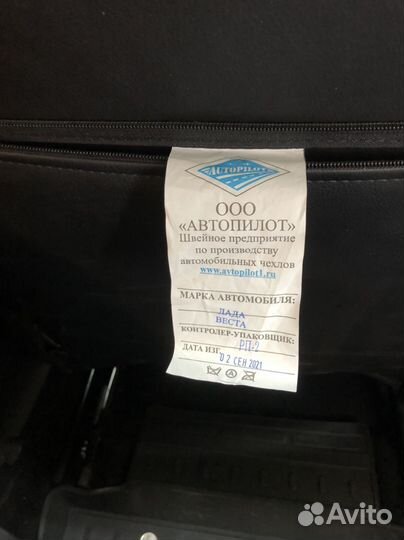 AUTOPILOT
ООО
«АВТОПИЛОТ»
Швейное предприятие
по производству
автомобильных чехлов
www.avtopilot1.ru
МАРКА АВТОМОБИЛЯ:
ЛАДА
ВЕСТА
КОНТРОЛЕР-УПАКОВЩИК:
РП-2
ДАТА ИЗГ. 02 СЕН 2021
Avito